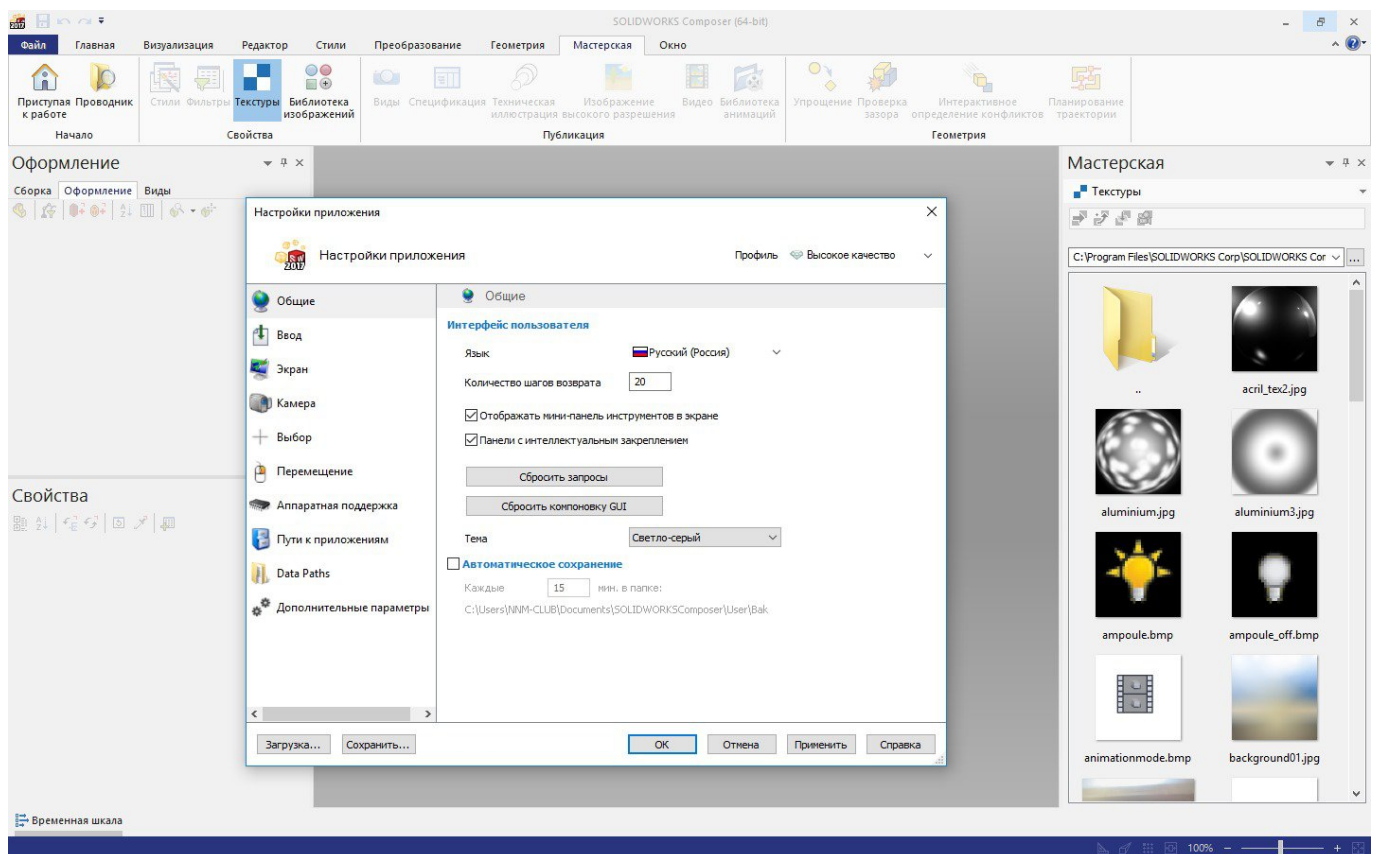 2017
SOLIDWORKS Composer (64-bit)
Файл Главная Визуализация Редактор Стили Преобразование Геометрия Мастерская Окно
Приступая к работе Проводник Стили Фильтры Текстуры Библиотека изображений Виды Спецификация Техническая иллюстрация Изображение высокого разрешения Видео Библиотека анимаций Упрощение Проверка зазора Интерактивное определение конфликтов Планирование траектории
Начало Свойства Публикация Геометрия
Оформление
Сборка Оформление Виды
Свойства
Временная шкала
Настройки приложения
2017
Настройки приложения
Профиль Высокое качество
Общие
Ввод
Экран
Камера
Выбор
Перемещение
Аппаратная поддержка
Пути к приложениям
Data Paths
Дополнительные параметры
Общие
Интерфейс пользователя
Язык Русский (Россия)
Количество шагов возврата 20
Отображать мини-панель инструментов в экране
Панели с интеллектуальным закреплением
Сбросить запросы
Сбросить компоновку GUI
Тема Светло-серый
Автоматическое сохранение
Каждые 15 мин. в папке:
C:\Users\NNM-CLUB\Documents\SOLIDWORKSComposer\User\Bak
Загрузка... Сохранить... OK Отмена Применить Справка
Мастерская
Текстуры
C:\Program Files\SOLIDWORKS Corp\SOLIDWORKS Cor ...
.. acril_tex2.jpg
aluminium.jpg aluminium3.jpg
ampoule.bmp ampoule_off.bmp
animationmode.bmp background01.jpg
100%